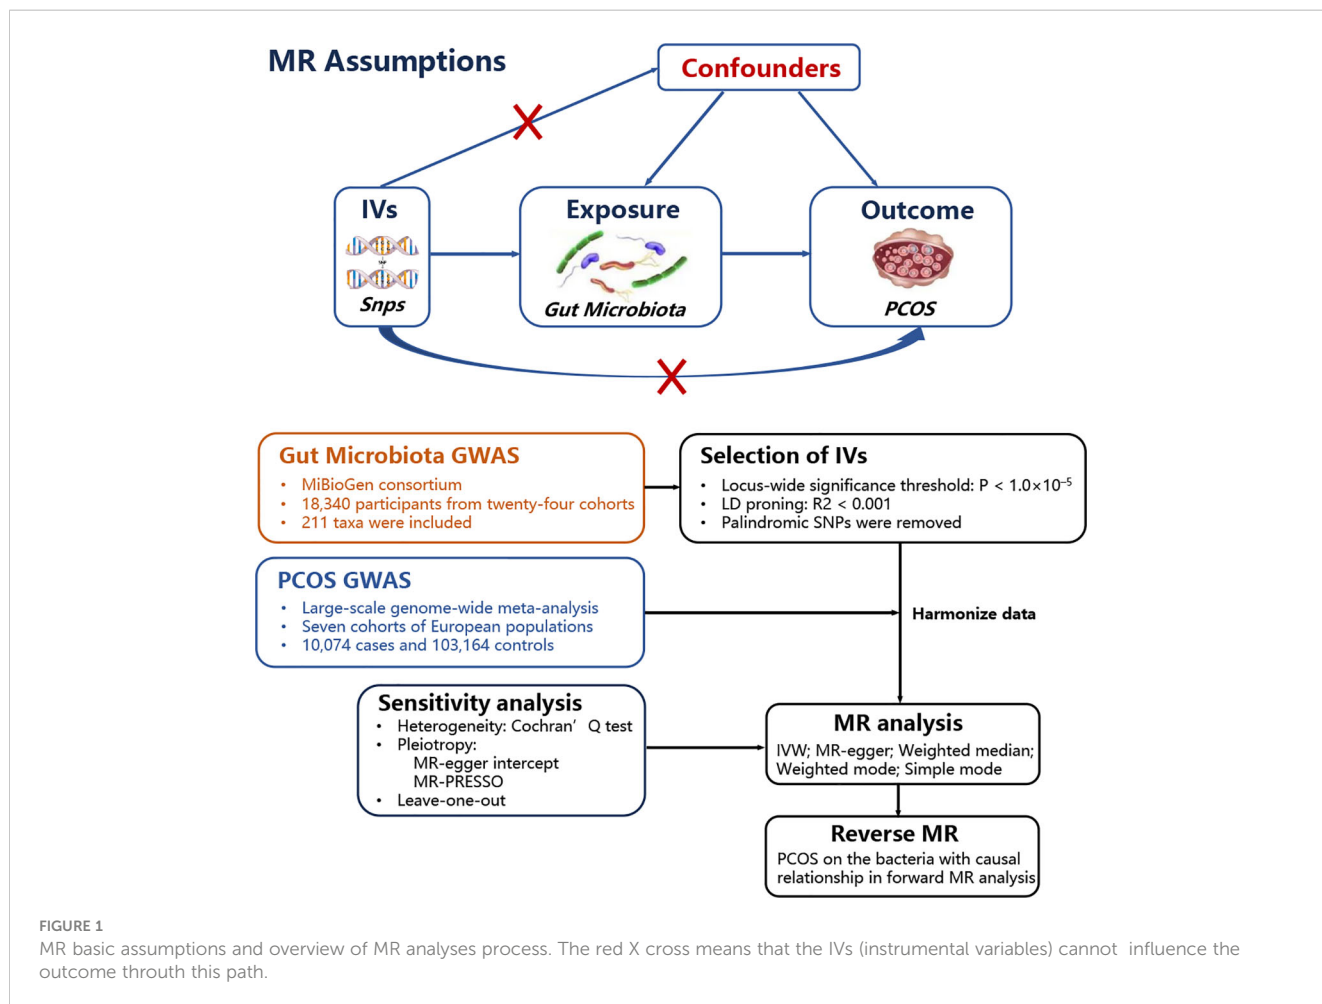 MR Assumptions
Confounders
IVs
Snps
Exposure
Gut Microbiota
Outcome
PCOS
Gut Microbiota GWAS
• MiBioGen consortium
• 18,340 participants from twenty-four cohorts
• 211 taxa were included
Selection of IVs
• Locus-wide significance threshold: P < 1.0×10⁻⁵
• LD proning: R2 < 0.001
• Palindromic SNPs were removed
PCOS GWAS
• Large-scale genome-wide meta-analysis
• Seven cohorts of European populations
• 10,074 cases and 103,164 controls
Harmonize data
Sensitivity analysis
• Heterogeneity: Cochran’ Q test
• Pleiotropy:
MR-egger intercept
MR-PRESSO
• Leave-one-out
MR analysis
IVW; MR-egger; Weighted median;
Weighted mode; Simple mode
Reverse MR
PCOS on the bacteria with causal
relationship in forward MR analysis
FIGURE 1
MR basic assumptions and overview of MR analyses process. The red X cross means that the IVs (instrumental variables) cannot influence the
outcome throuth this path.